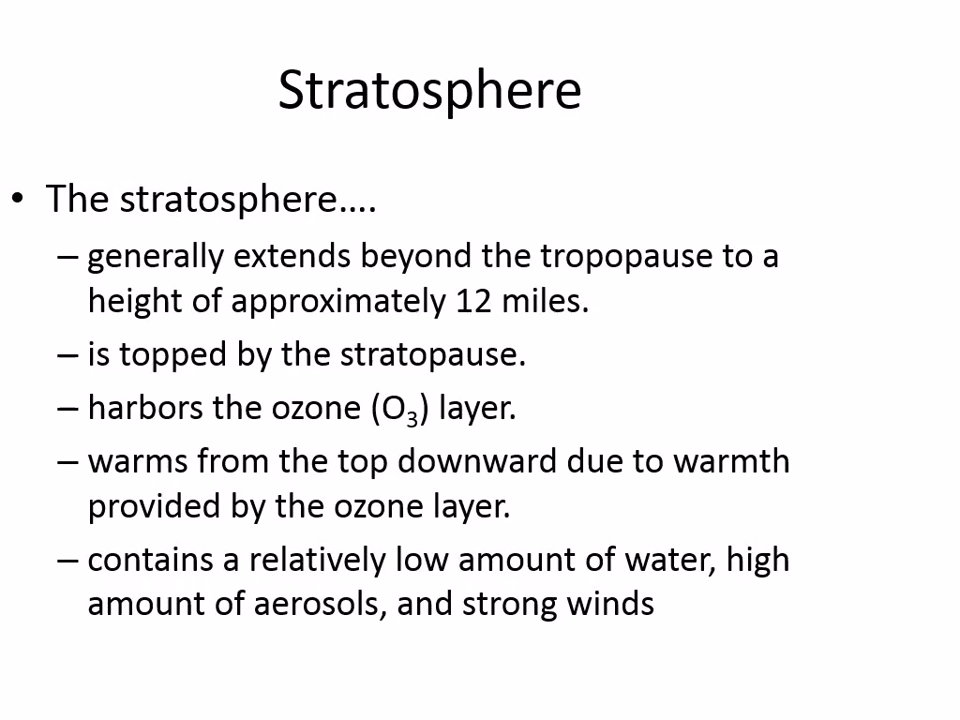 Stratosphere
• The stratosphere....
– generally extends beyond the tropopause to a
height of approximately 12 miles.
– is topped by the stratopause.
– harbors the ozone (O₃) layer.
– warms from the top downward due to warmth
provided by the ozone layer.
– contains a relatively low amount of water, high
amount of aerosols, and strong winds